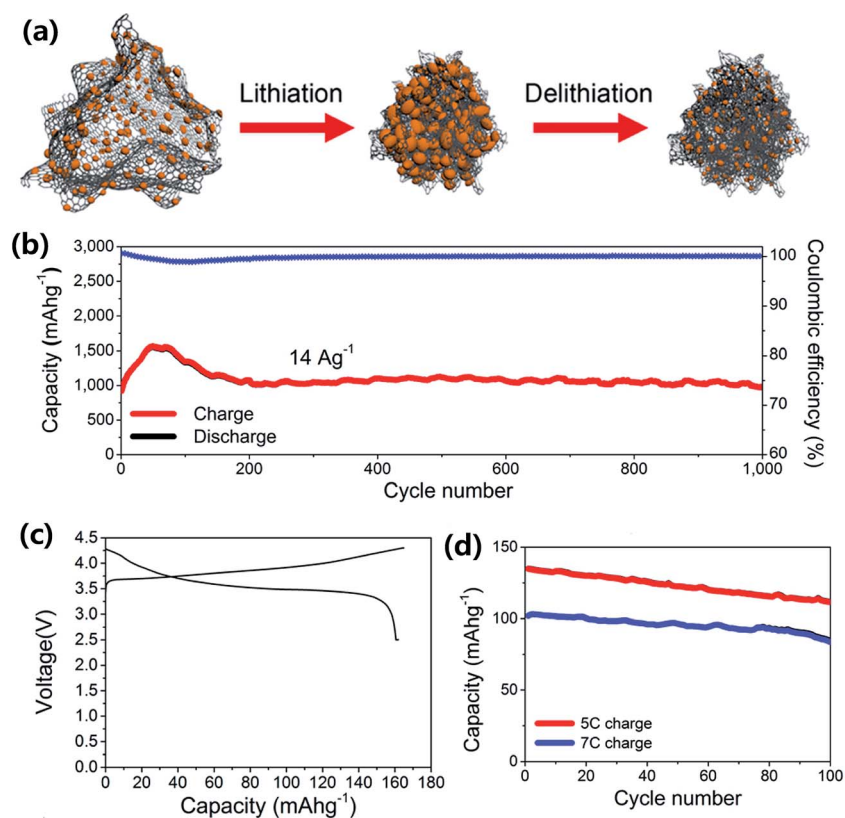 (a)
Lithiation
Delithiation
(b)
Capacity (mAhg⁻¹)
3,000
2,500
2,000
1,500
1,000
500
0
14 Ag⁻¹
Charge
Discharge
0
200
400
600
800
1,000
Cycle number
100
90
80
70
60
Coulombic efficiency (%)
(c)
Voltage(V)
4.5
4.0
3.5
3.0
2.5
2.0
1.5
1.0
0.5
0.0
0 20 40 60 80 100 120 140 160 180
Capacity (mAhg⁻¹)
(d)
Capacity (mAhg⁻¹)
150
100
50
0
5C charge
7C charge
0 20 40 60 80 100
Cycle number